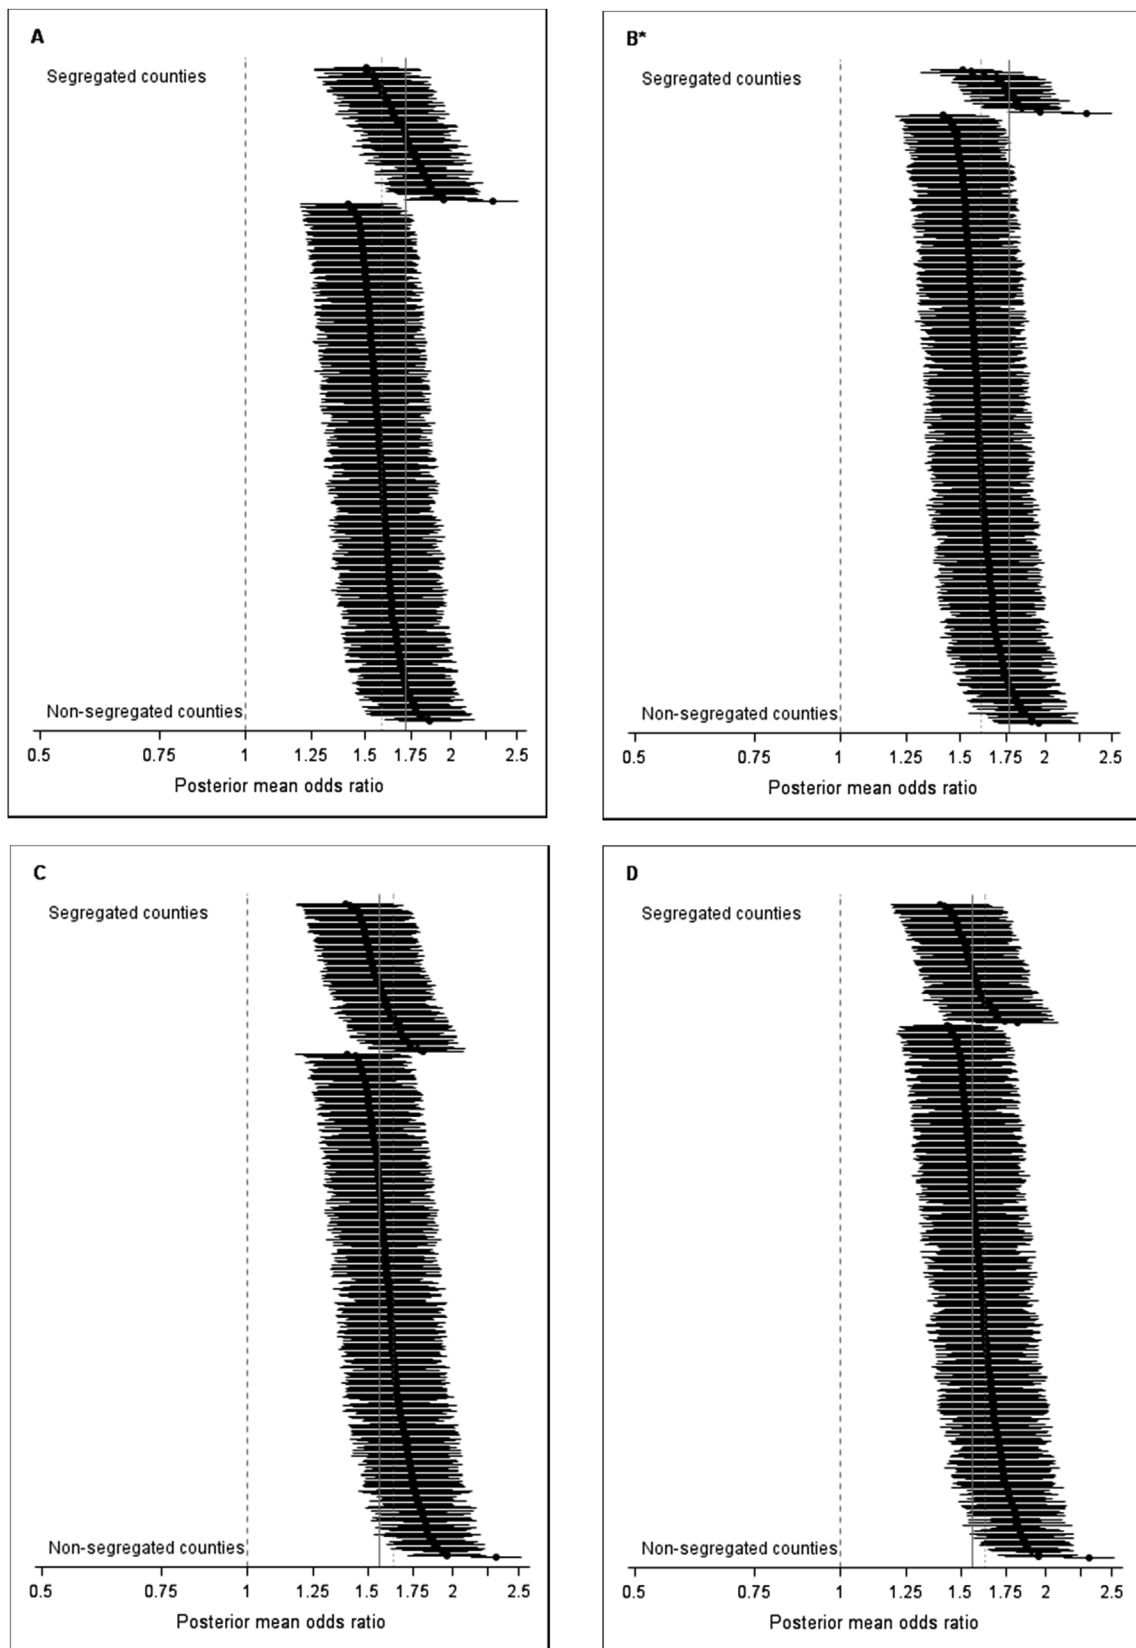 A
Segregated counties
Non-segregated counties
0.5 0.75 1 1.25 1.5 1.75 2 2.5
Posterior mean odds ratio
B*
Segregated counties
Non-segregated counties
0.5 0.75 1 1.25 1.5 1.75 2 2.5
Posterior mean odds ratio
C
Segregated counties
Non-segregated counties
0.5 0.75 1 1.25 1.5 1.75 2 2.5
Posterior mean odds ratio
D
Segregated counties
Non-segregated counties
0.5 0.75 1 1.25 1.5 1.75 2 2.5
Posterior mean odds ratio